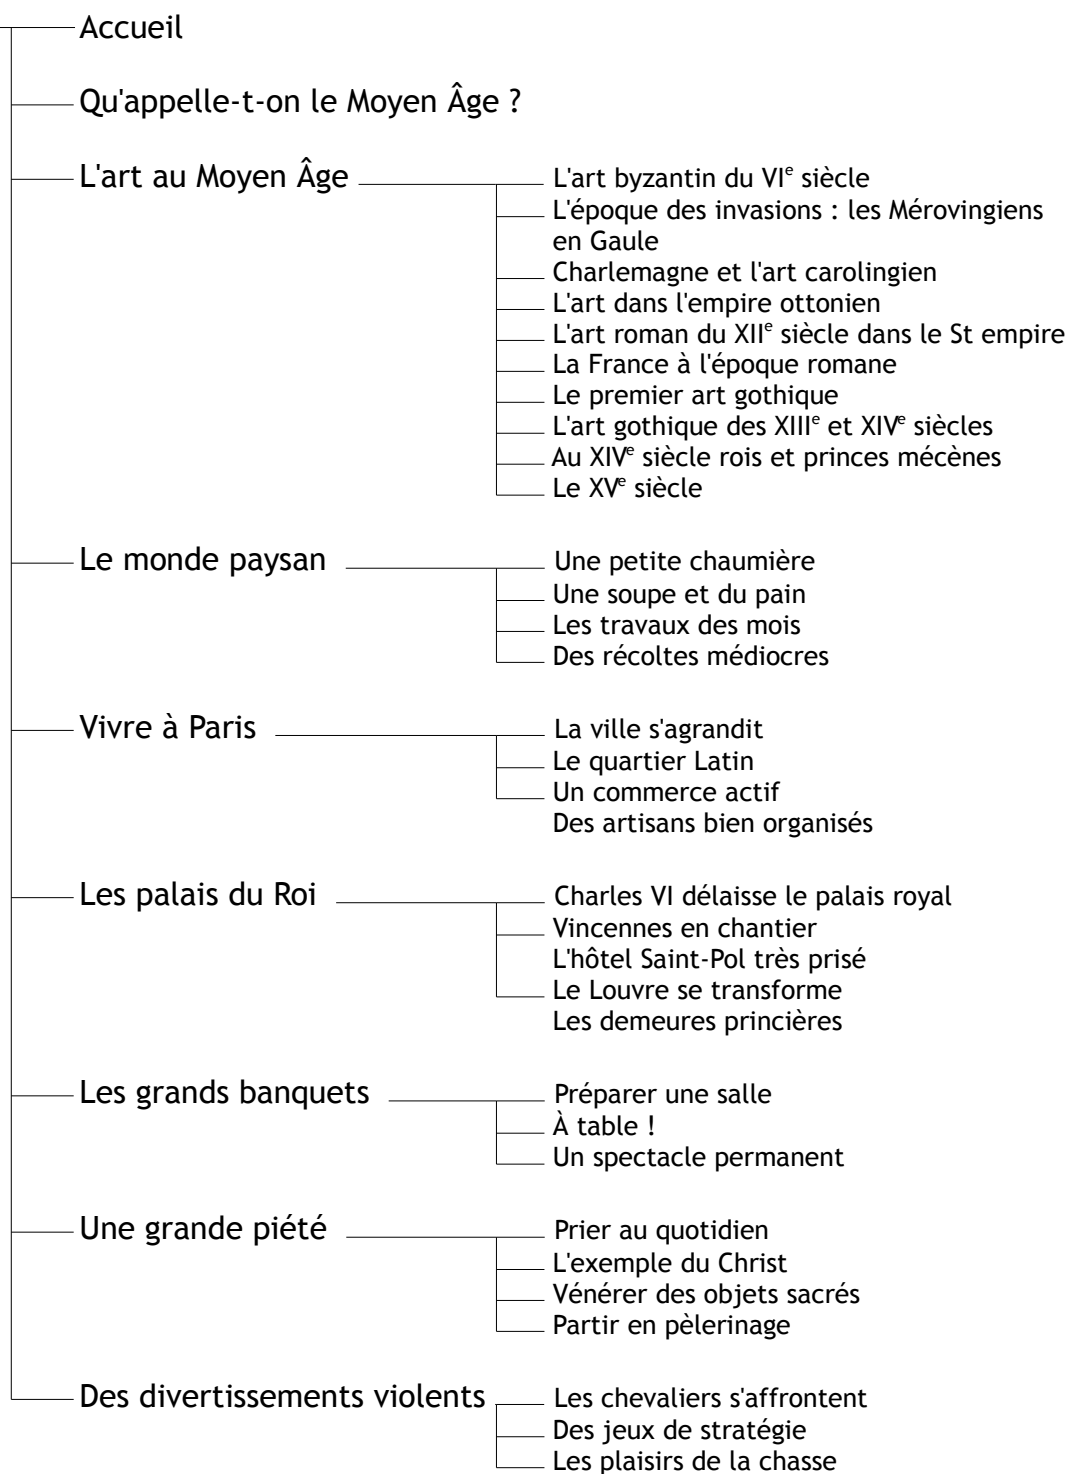 Accueil
Qu'appelle-t-on le Moyen Âge ?
L'art au Moyen Âge
L'art byzantin du VIe siècle
L'époque des invasions : les Mérovingiens
en Gaule
Charlemagne et l'art carolingien
L'art dans l'empire ottonien
L'art roman du XIIe siècle dans le St empire
La France à l'époque romane
Le premier art gothique
L'art gothique des XIIIe et XIVe siècles
Au XIVe siècle rois et princes mécènes
Le XVe siècle
Le monde paysan
Une petite chaumière
Une soupe et du pain
Les travaux des mois
Des récoltes médiocres
Vivre à Paris
La ville s'agrandit
Le quartier Latin
Un commerce actif
Des artisans bien organisés
Les palais du Roi
Charles VI délaisse le palais royal
Vincennes en chantier
L'hôtel Saint-Pol très prisé
Le Louvre se transforme
Les demeures princières
Les grands banquets
Préparer une salle
À table !
Un spectacle permanent
Une grande piété
Prier au quotidien
L'exemple du Christ
Vénérer des objets sacrés
Partir en pèlerinage
Des divertissements violents
Les chevaliers s'affrontent
Des jeux de stratégie
Les plaisirs de la chasse